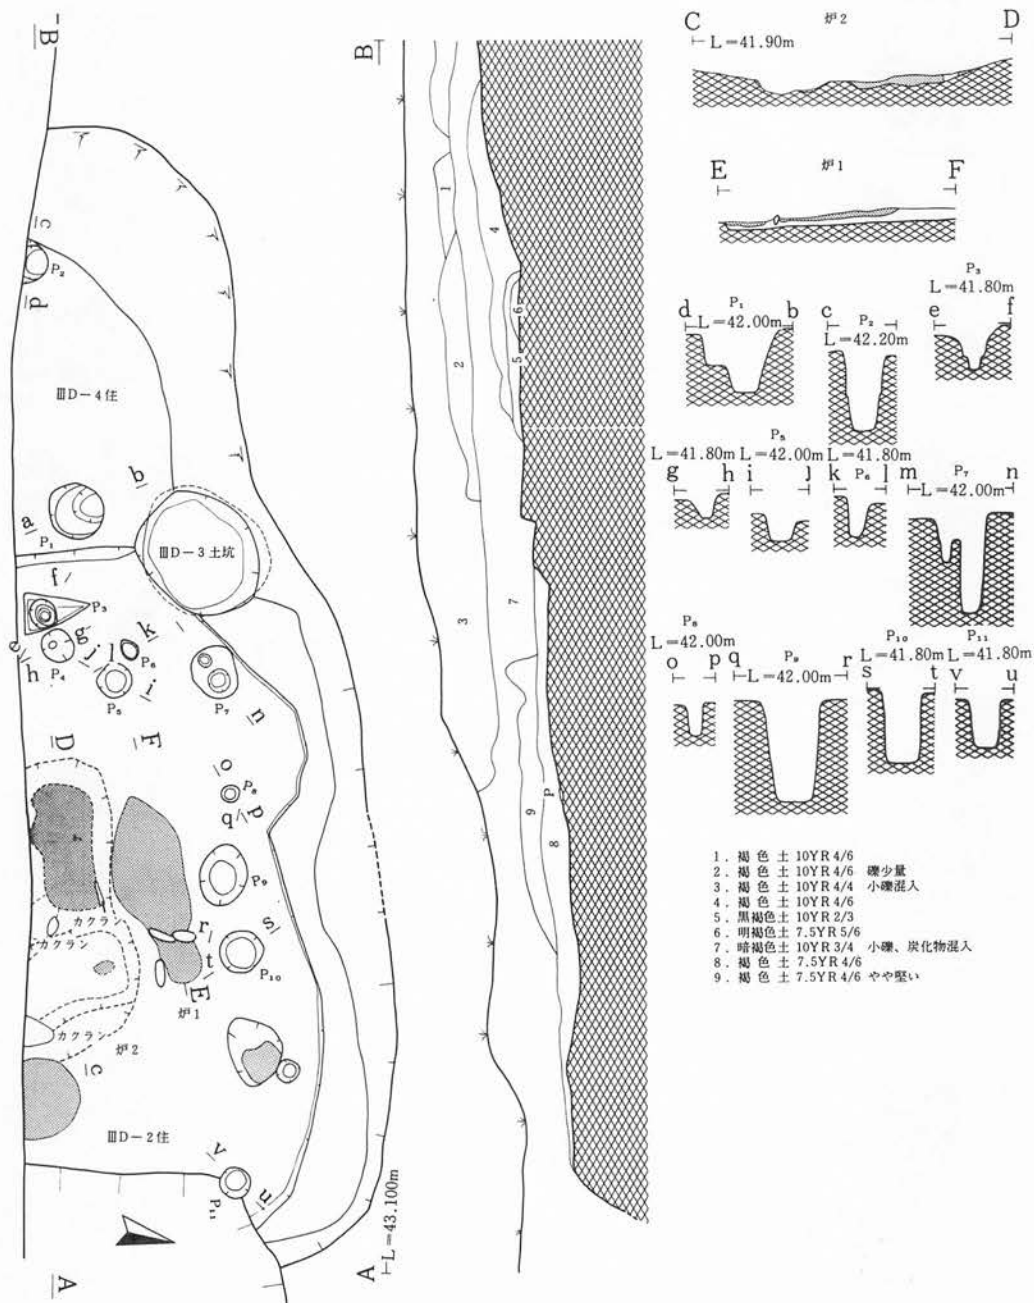 B
c
P₂
d
ⅢD-4住
b
a
P₁
ⅢD-3土坑
f
P₃
e
g
k
h
P₄
j
l
P₆
P₅
i
P₇
n
D
F
o
P₈
q
p
P₉
カクラン
カクラン
r
s
t
P₁₀
E
炉1
カクラン
炉2
c
ⅢD-2住
v
P₁₁
u
A
B
1
4
6
5
2
3
7
P
9
8
A
L=43.100m
C 炉2 D
L=41.90m
E 炉1 F
P₃
L=41.80m
e f
d P₁ b
L=42.00m
c P₂
L=42.20m
P₅
L=41.80m L=42.00m L=41.80m
g h i j k P₆ l m P₇ n
L=42.00m
P₈
L=42.00m
o p q P₉ r
L=42.00m
P₁₀ P₁₁
L=41.80m L=41.80m
s t v u
1. 褐色土 10YR 4/6
2. 褐色土 10YR 4/6 礫少量
3. 褐色土 10YR 4/4 小礫混入
4. 褐色土 10YR 4/6
5. 黒褐色土 10YR 2/3
6. 明褐色土 7.5YR 5/6
7. 暗褐色土 10YR 3/4 小礫、炭化物混入
8. 褐色土 7.5YR 4/6
9. 褐色土 7.5YR 4/6 やや堅い